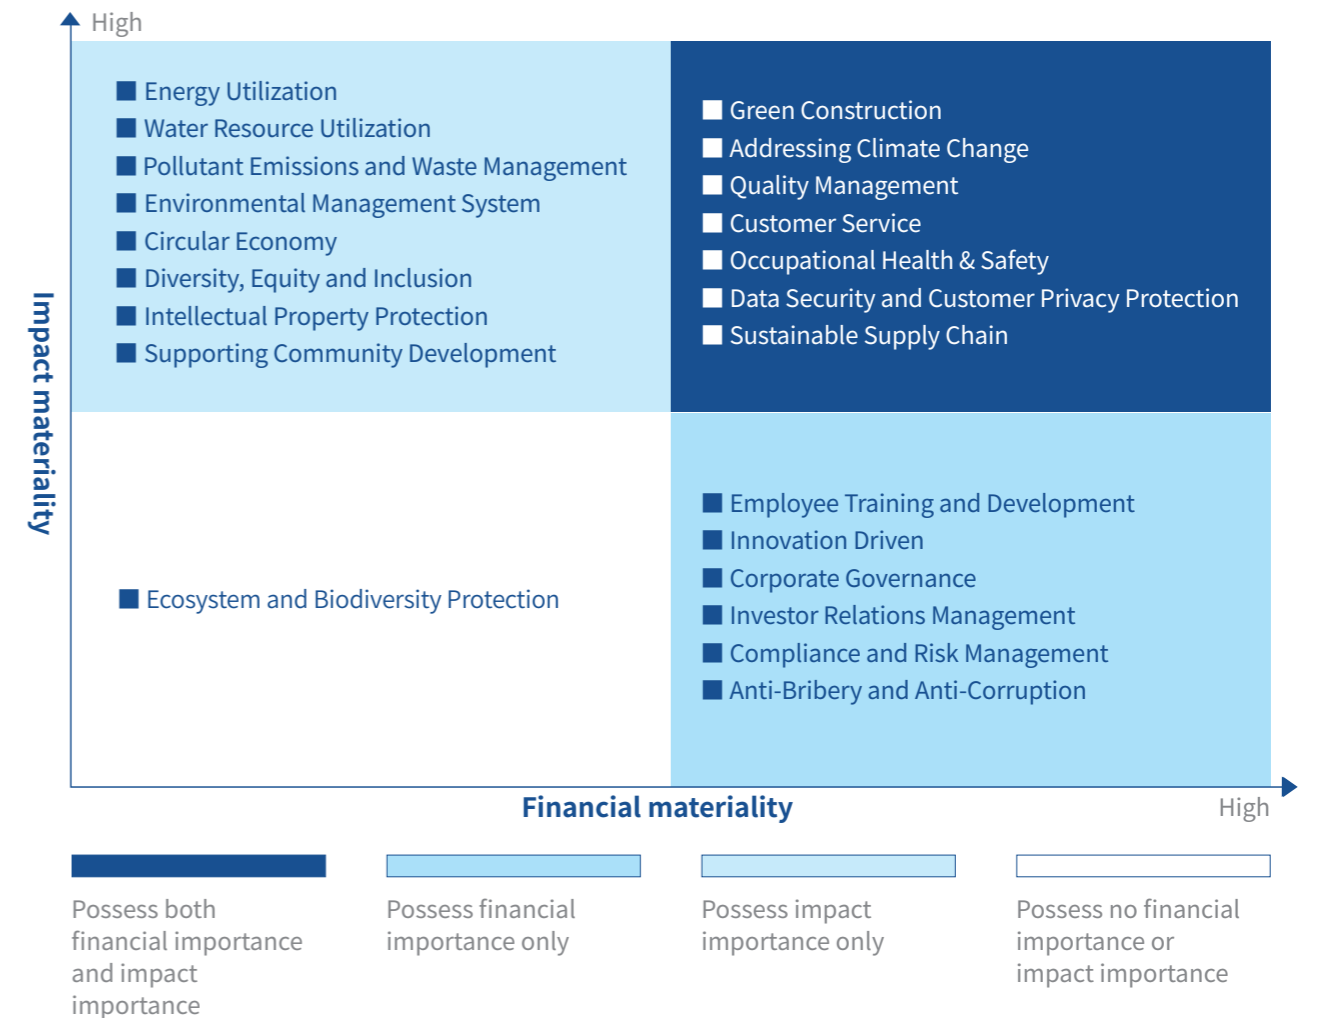 High
Energy Utilization
Water Resource Utilization
Pollutant Emissions and Waste Management
Environmental Management System
Circular Economy
Diversity, Equity and Inclusion
Intellectual Property Protection
Supporting Community Development
Green Construction
Addressing Climate Change
Quality Management
Customer Service
Occupational Health & Safety
Data Security and Customer Privacy Protection
Sustainable Supply Chain
Impact materiality
Ecosystem and Biodiversity Protection
Employee Training and Development
Innovation Driven
Corporate Governance
Investor Relations Management
Compliance and Risk Management
Anti-Bribery and Anti-Corruption
Financial materiality
High
Possess both
financial importance
and impact
importance
Possess financial
importance only
Possess impact
importance only
Possess no financial
importance or
impact importance